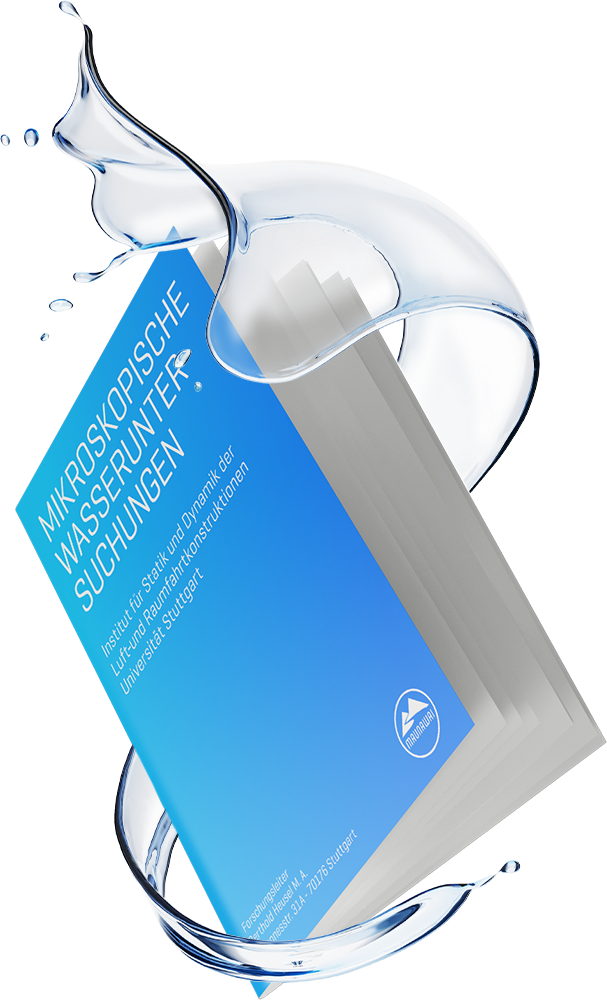 MIKROSKOPISCHE
WASSERUNTER
SUCHUNGEN
Institut für Statik und Dynamik der
Luft-und Raumfahrtkonstruktionen
Universität Stuttgart
MAUNAWAI
Forschungsleiter
Berthold Heusel M. A.
31A - 70176 Stuttgart